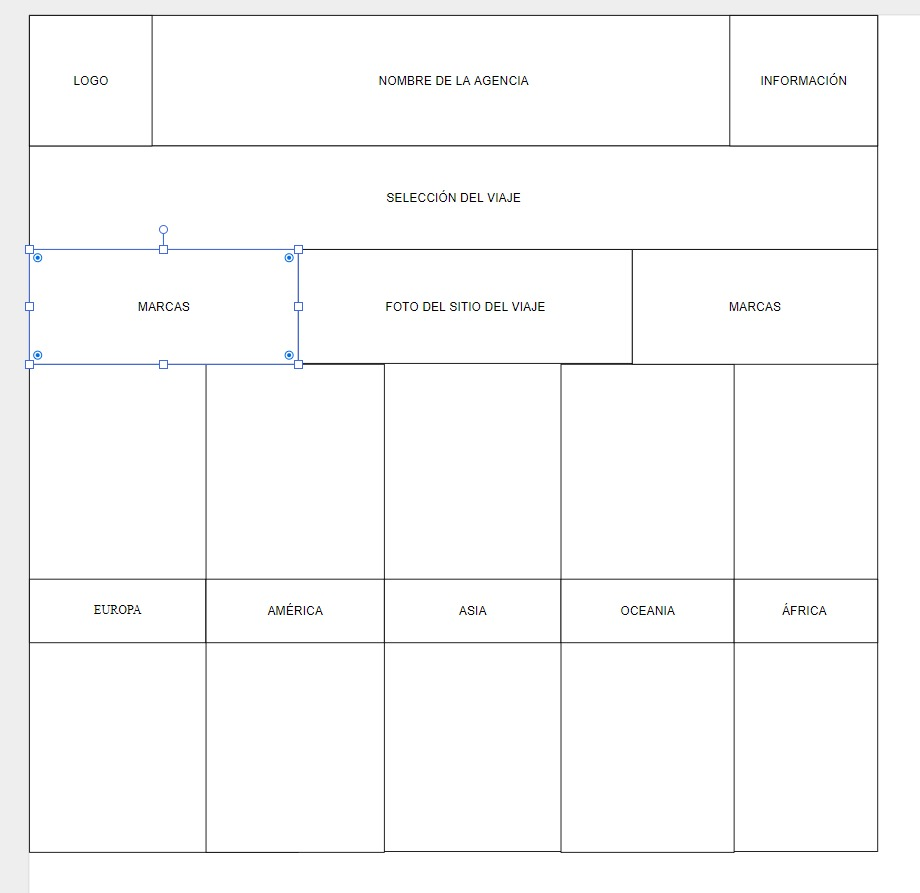 LOGO
NOMBRE DE LA AGENCIA
INFORMACIÓN
SELECCIÓN DEL VIAJE
MARCAS
FOTO DEL SITIO DEL VIAJE
MARCAS
EUROPA
AMÉRICA
ASIA
OCEANIA
ÁFRICA